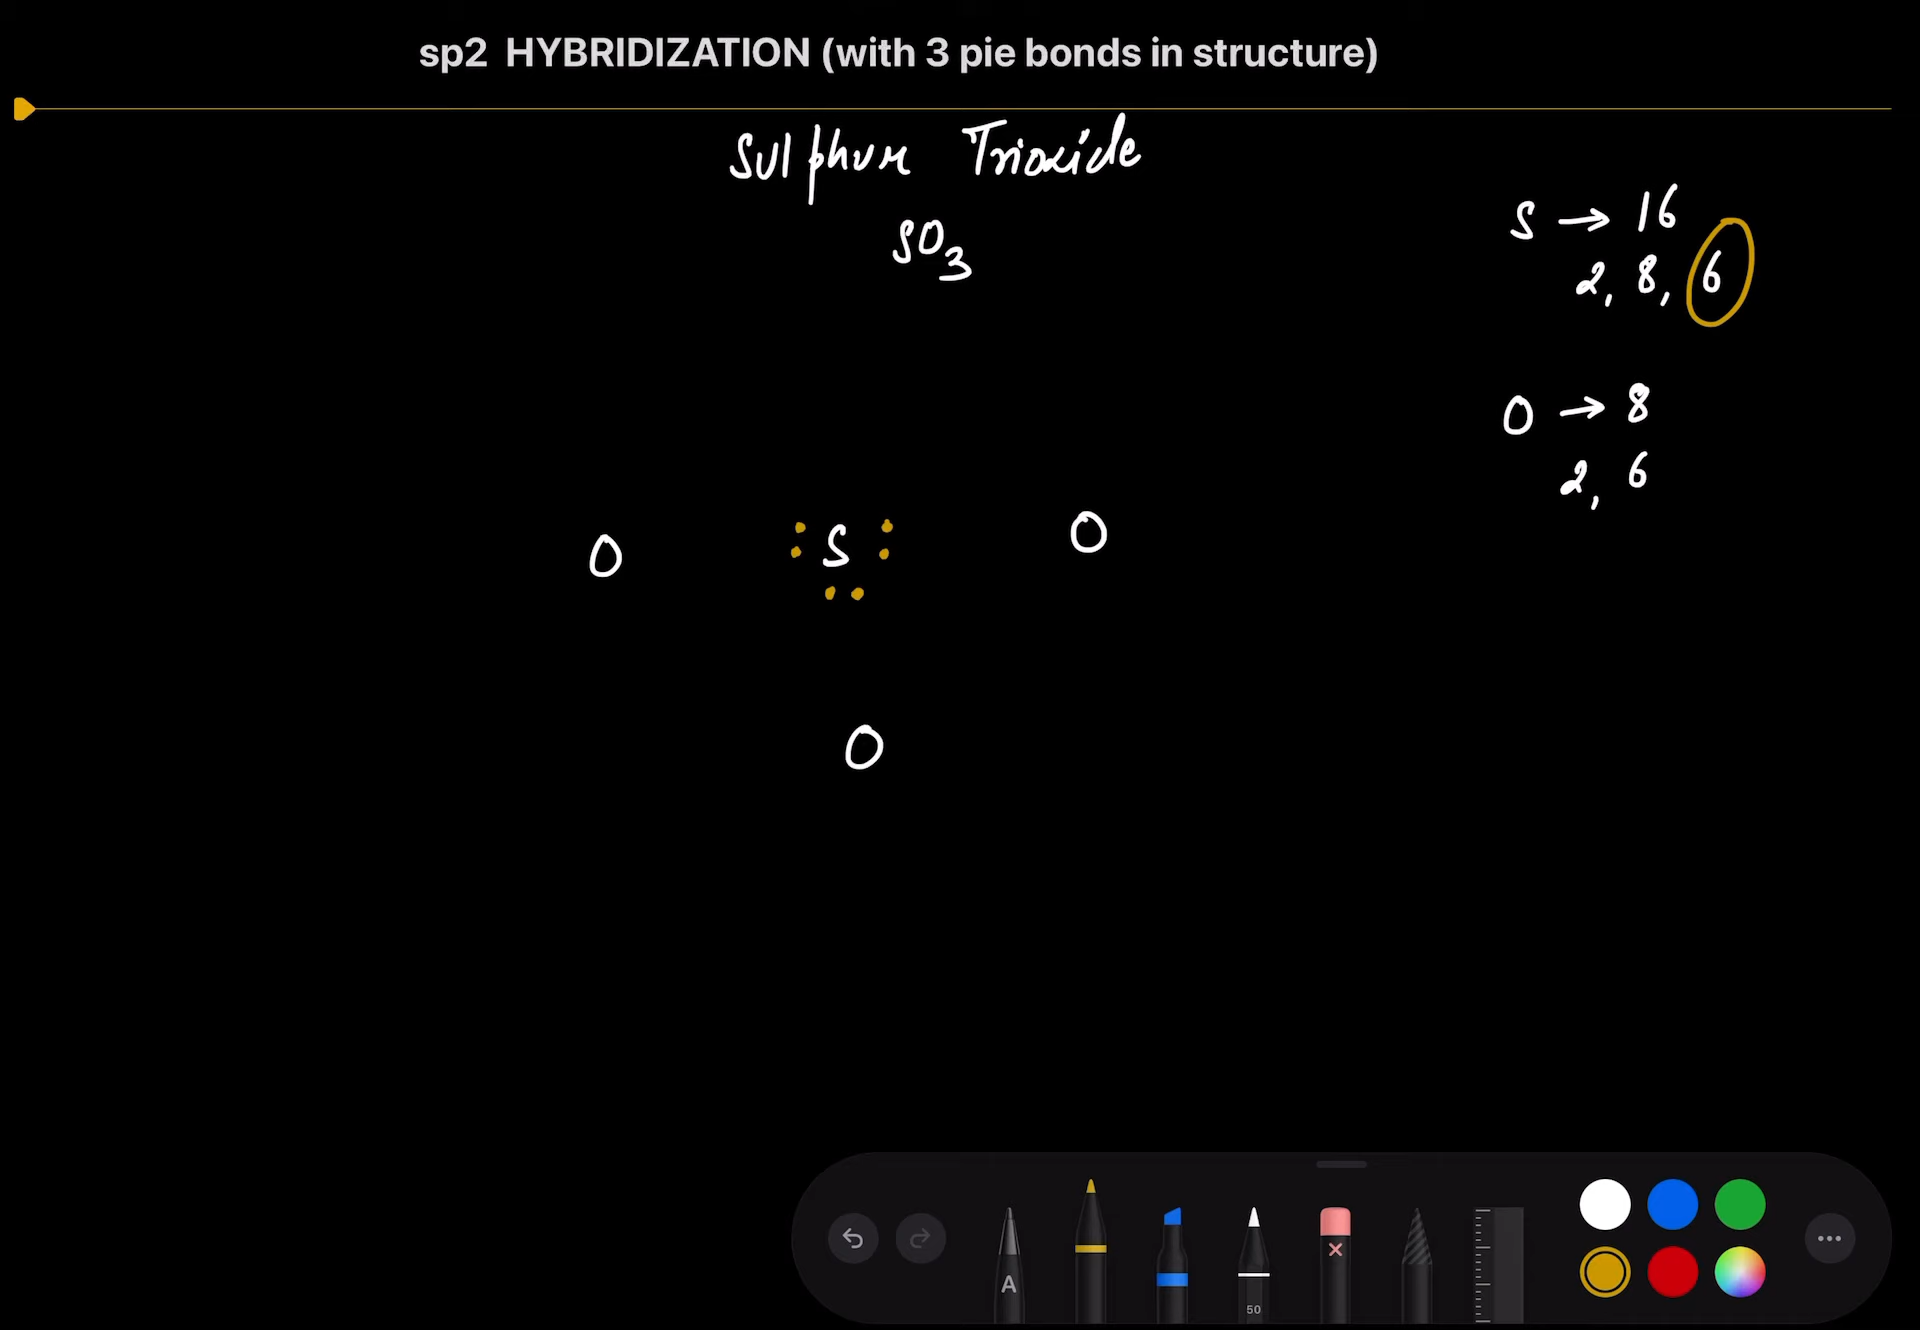 sp2 HYBRIDIZATION (with 3 pie bonds in structure)
Sulphur Trioxide
SO3
S → 16
2, 8, 6
O → 8
2, 6
O S O
O
A
50